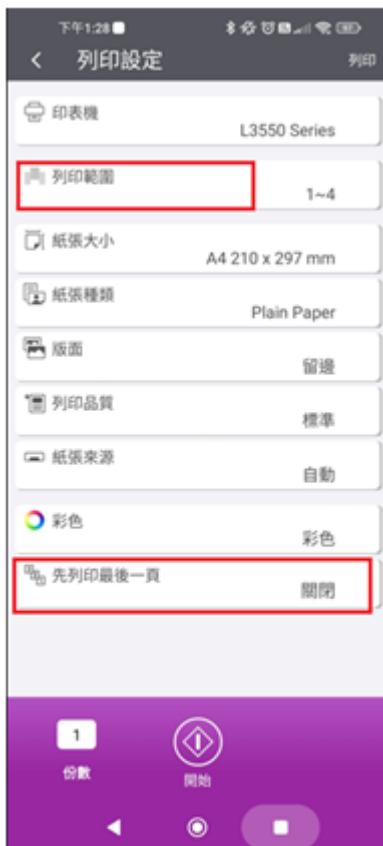 下午1:28
列印設定
列印
印表機
L3550 Series
列印範圍
1~4
紙張大小
A4 210 x 297 mm
紙張種類
Plain Paper
版面
留邊
列印品質
標準
紙張來源
自動
彩色
彩色
先列印最後一頁
關閉
1
份數
開始